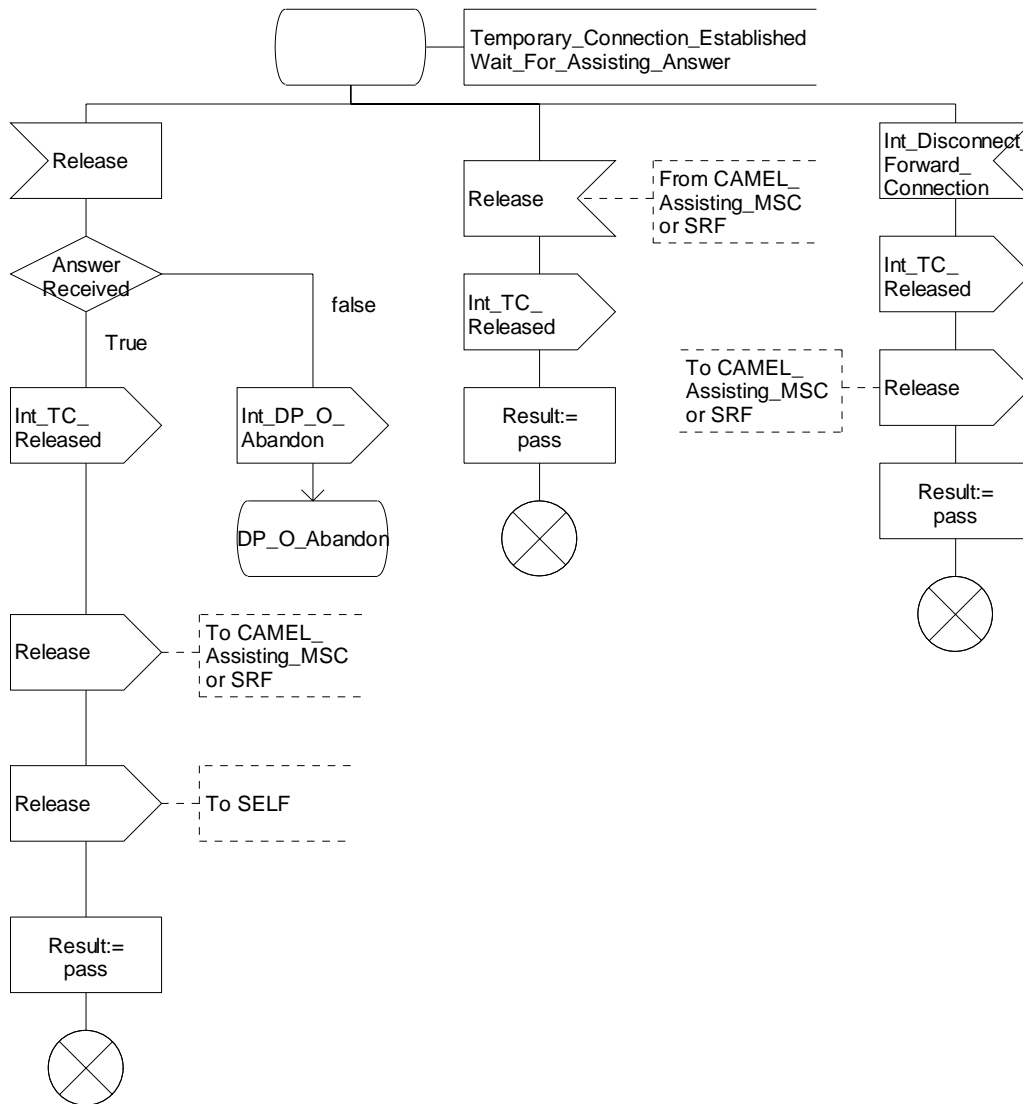 Temporary_Connection_Established
Wait_For_Assisting_Answer
Release
Answer
Received
True
false
Int_TC_
Released
Int_DP_O_
Abandon
DP_O_Abandon
Release
To CAMEL_
Assisting_MSC
or SRF
Release
To SELF
Result:=
pass
Release
From CAMEL_
Assisting_MSC
or SRF
Int_TC_
Released
Result:=
pass
Int_Disconnect_
Forward_
Connection
Int_TC_
Released
To CAMEL_
Assisting_MSC
or SRF
Release
Result:=
pass